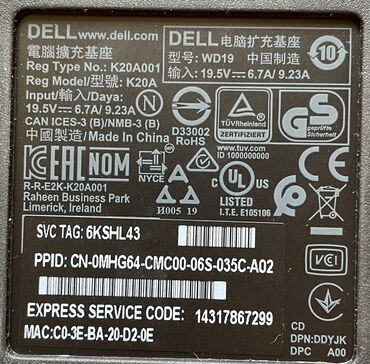 DELL www.dell.com
電腦擴充基座
Reg Type No.: K20A001
Reg Model/型號: K20A
Input/輸入/Daya:
19.5V⎓6.7A/ 9.23A
CAN ICES-3 (B)/NMB-3 (B)
中國製造/ Made In China
DELL 电脑扩充基座
型号: WD19 中国制造
输入: 19.5V⎓6.7A/ 9.23A
10
D33002
RoHS
TÜVRheinland
ZERTIFIZIERT
www.tuv.com
ID 1000000000
geprüfte
Sicherheit
EAC NOM
NYCE
R-R-E2K-K20A001
Raheen Business Park
Limerick, Ireland
H005 19
c UL US
LISTED
I.T.E. E105106
SVC TAG: 6KSHL43
PPID: CN-0MHG64-CMC00-06S-035C-A02
VCI
EXPRESS SERVICE CODE: 14317867299
MAC:C0-3E-BA-20-D2-0E
CD
DPN:DDYJK
DPC A00